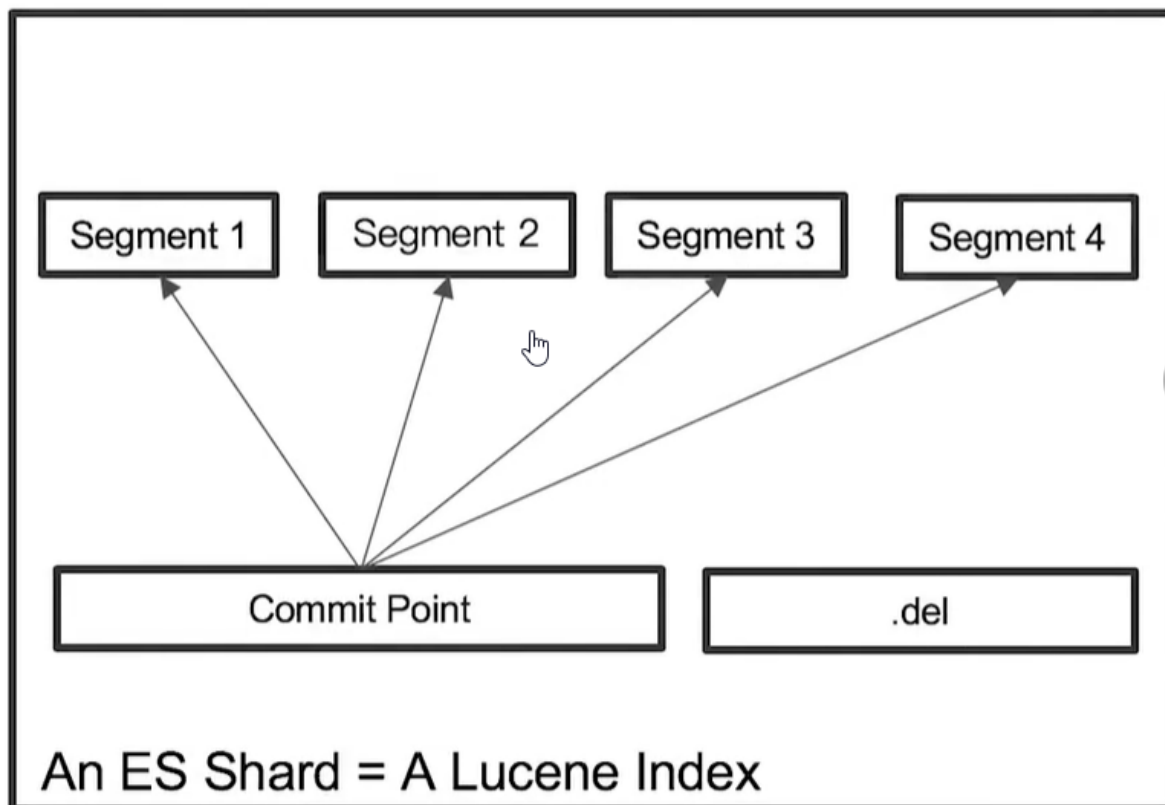 Segment 1
Segment 2
Segment 3
Segment 4
Commit Point
.del
An ES Shard = A Lucene Index